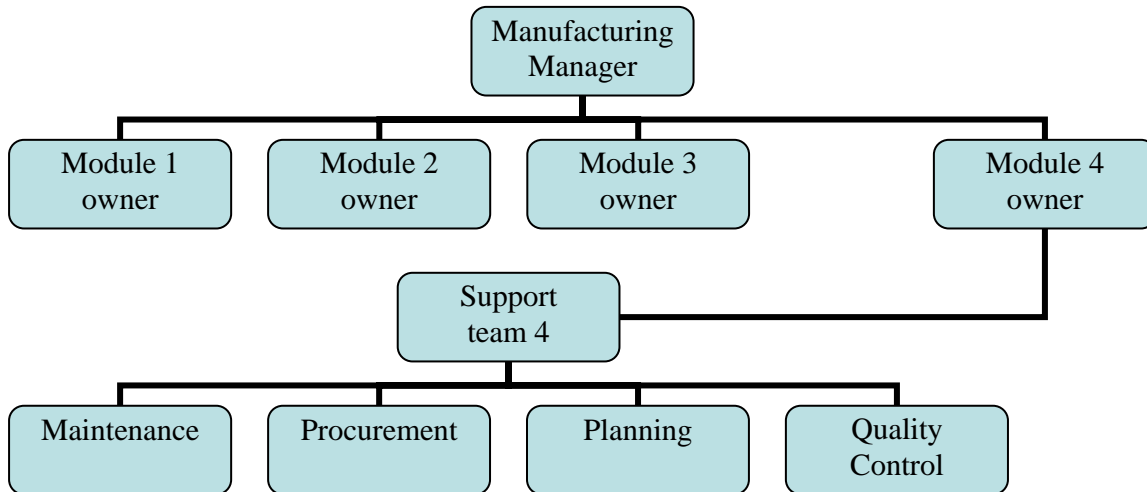 Manufacturing
Manager
Module 1
owner
Module 2
owner
Module 3
owner
Module 4
owner
Support
team 4
Maintenance
Procurement
Planning
Quality
Control